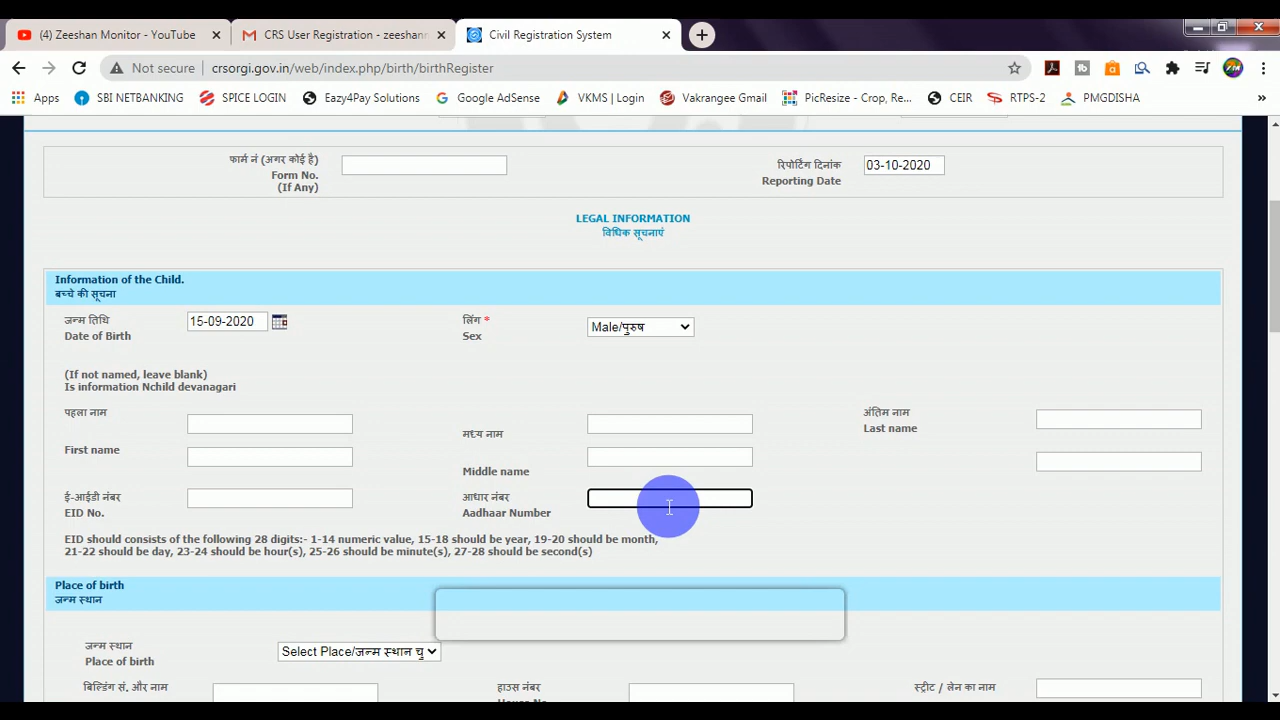 (4) Zeeshan Monitor - YouTube
CRS User Registration - zeeshanr
Civil Registration System
Not secure
crsorgi.gov.in/web/index.php/birth/birthRegister
Apps
SBI NETBANKING
SPICE LOGIN
Eazy4Pay Solutions
Google AdSense
VKMS | Login
Vakrangee Gmail
PicResize - Crop, Re...
CEIR
RTPS-2
PMGDISHA
»
फार्म नं (अगर कोई है)
Form No.
(If Any)
रिपोर्टिंग दिनांक
Reporting Date
03-10-2020
LEGAL INFORMATION
विधिक सूचनाएं
Information of the Child.
बच्चे की सूचना
जन्म तिथि
Date of Birth
15-09-2020
लिंग *
Sex
Male/पुरुष
(If not named, leave blank)
Is information Nchild devanagari
पहला नाम
First name
मध्य नाम
Middle name
अंतिम नाम
Last name
ई-आईडी नंबर
EID No.
आधार नंबर
Aadhaar Number
EID should consists of the following 28 digits:- 1-14 numeric value, 15-18 should be year, 19-20 should be month,
21-22 should be day, 23-24 should be hour(s), 25-26 should be minute(s), 27-28 should be second(s)
Place of birth
जन्म स्थान
जन्म स्थान
Place of birth
Select Place/जन्म स्थान चु
बिल्डिंग सं. और नाम
हाउस नंबर
House No
स्ट्रीट / लेन का नाम